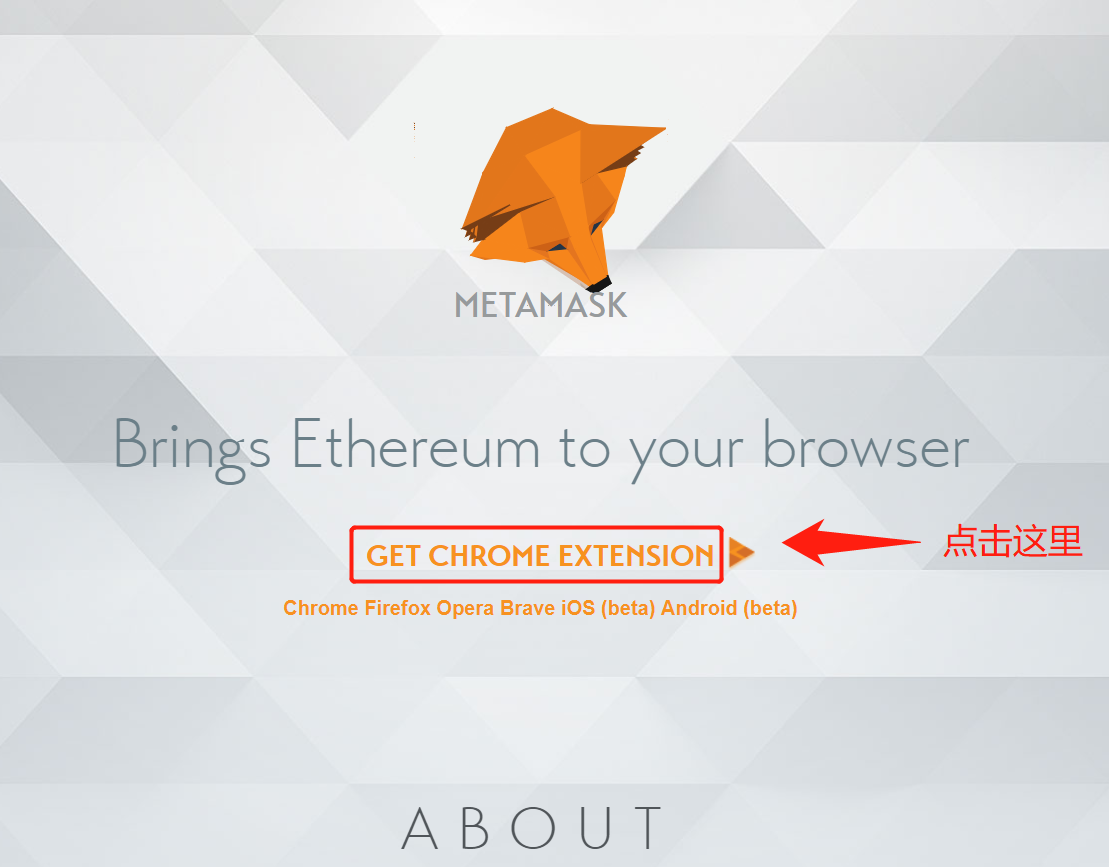 METAMASK
Brings Ethereum to your browser
GET CHROME EXTENSION
点击这里
Chrome Firefox Opera Brave iOS (beta) Android (beta)
ABOUT